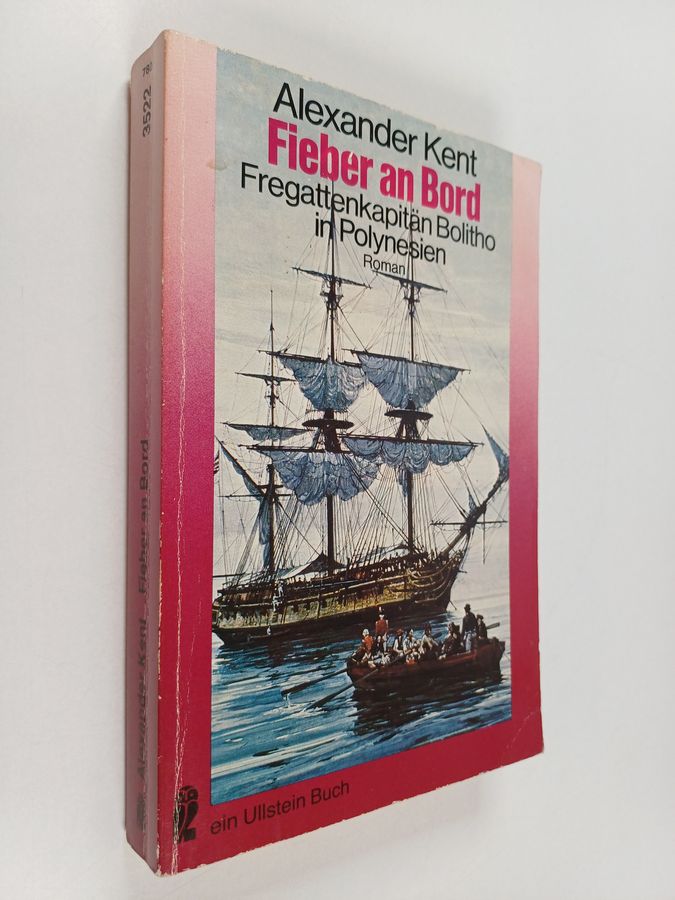 Alexander Kent
Fieber an Bord
Fregattenkapitän Bolitho
in Polynesien
Roman
ein Ullstein Buch
780
3522
Alexander Kent Fieber an Bord